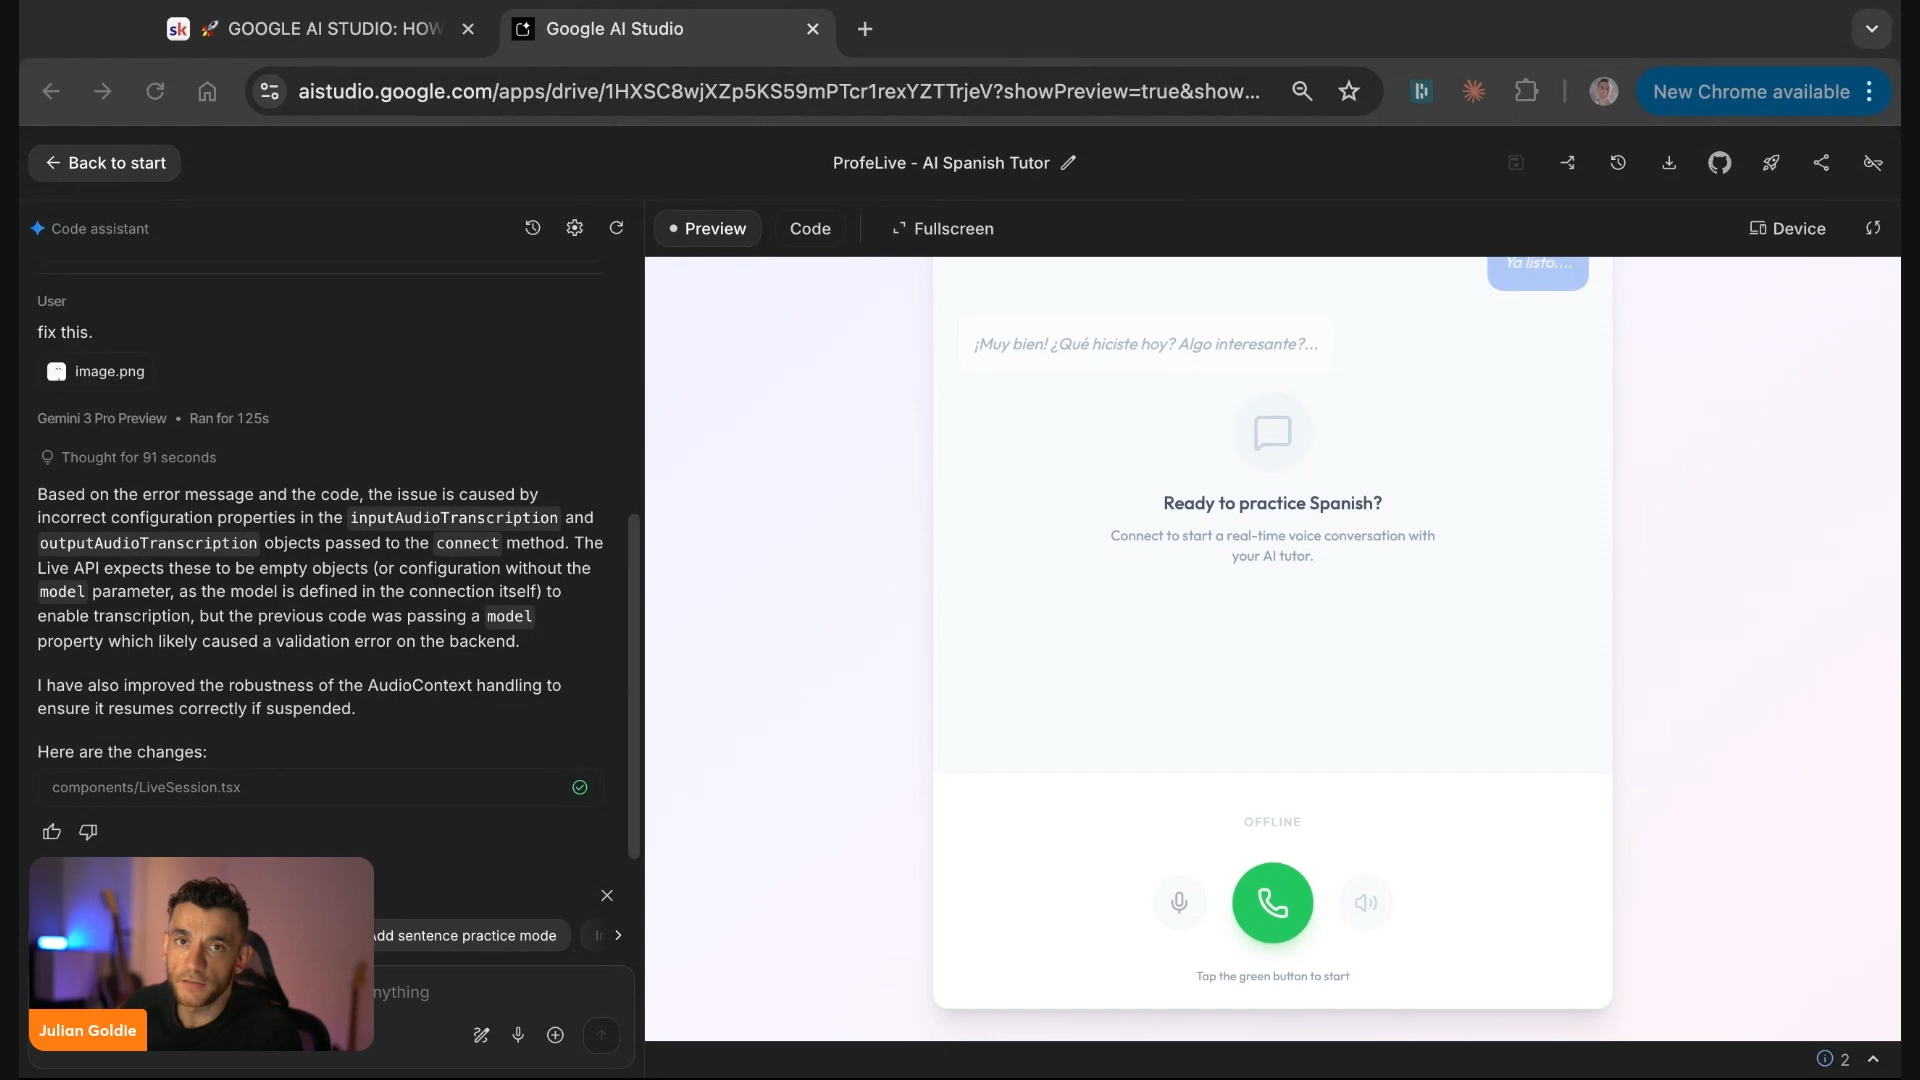 sk 🚀 GOOGLE AI STUDIO: HOW
Google AI Studio
aistudio.google.com/apps/drive/1HXSC8wjXZp5KS59mPTcr1rexYZTTrjeV?showPreview=true&show...
New Chrome available
Back to start
ProfeLive - AI Spanish Tutor
Code assistant
Preview
Code
Fullscreen
Device
User
fix this.
image.png
Gemini 3 Pro Preview • Ran for 125s
Thought for 91 seconds
Based on the error message and the code, the issue is caused by
incorrect configuration properties in the inputAudioTranscription and
outputAudioTranscription objects passed to the connect method. The
Live API expects these to be empty objects (or configuration without the
model parameter, as the model is defined in the connection itself) to
enable transcription, but the previous code was passing a model
property which likely caused a validation error on the backend.
I have also improved the robustness of the AudioContext handling to
ensure it resumes correctly if suspended.
Here are the changes:
components/LiveSession.tsx
Add sentence practice mode
nything
Julian Goldie
Ya listo....
¡Muy bien! ¿Qué hiciste hoy? Algo interesante?...
Ready to practice Spanish?
Connect to start a real-time voice conversation with
your AI tutor.
OFFLINE
Tap the green button to start
2